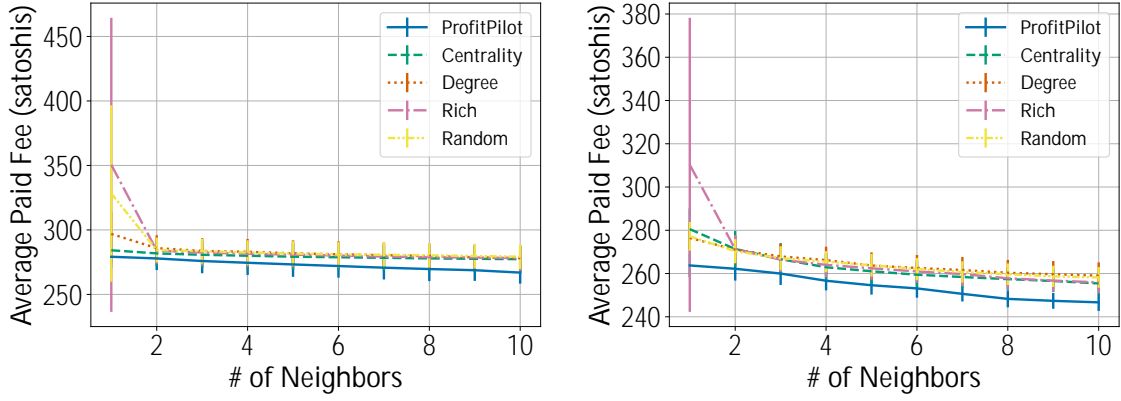 Average Paid Fee (satoshis)
450
400
350
300
250
2
4
6
8
10
# of Neighbors
ProfitPilot
Centrality
Degree
Rich
Random
Average Paid Fee (satoshis)
380
360
340
320
300
280
260
240
2
4
6
8
10
# of Neighbors
ProfitPilot
Centrality
Degree
Rich
Random